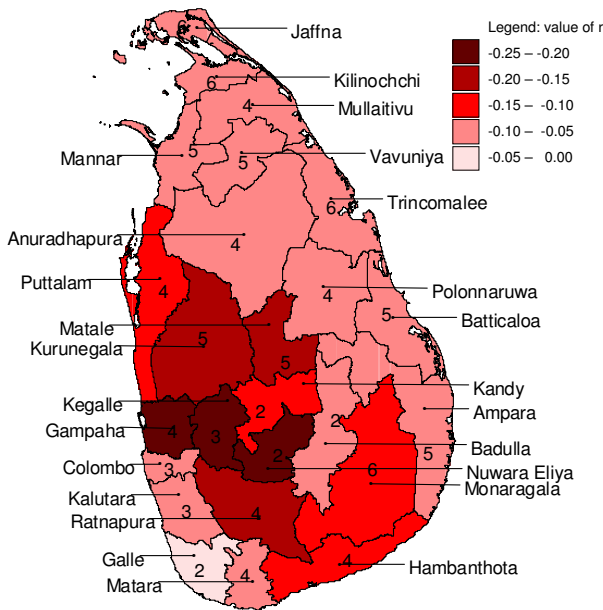 Legend: value of r
-0.25 – -0.20
-0.20 – -0.15
-0.15 – -0.10
-0.10 – -0.05
-0.05 – 0.00
6 Jaffna
6 Kilinochchi
4 Mullaitivu
Mannar 5
5 Vavuniya
6 Trincomalee
Anuradhapura 4
Puttalam 4
4 Polonnaruwa
5 Batticaloa
Matale 5
Kurunegala 5
2 Kandy
Kegalle 3
5 Ampara
Gampaha 4
2 Badulla
Colombo 3
2 Nuwara Eliya
6 Monaragala
Kalutara 3
Ratnapura 4
Galle 2
4 Hambanthota
Matara 4